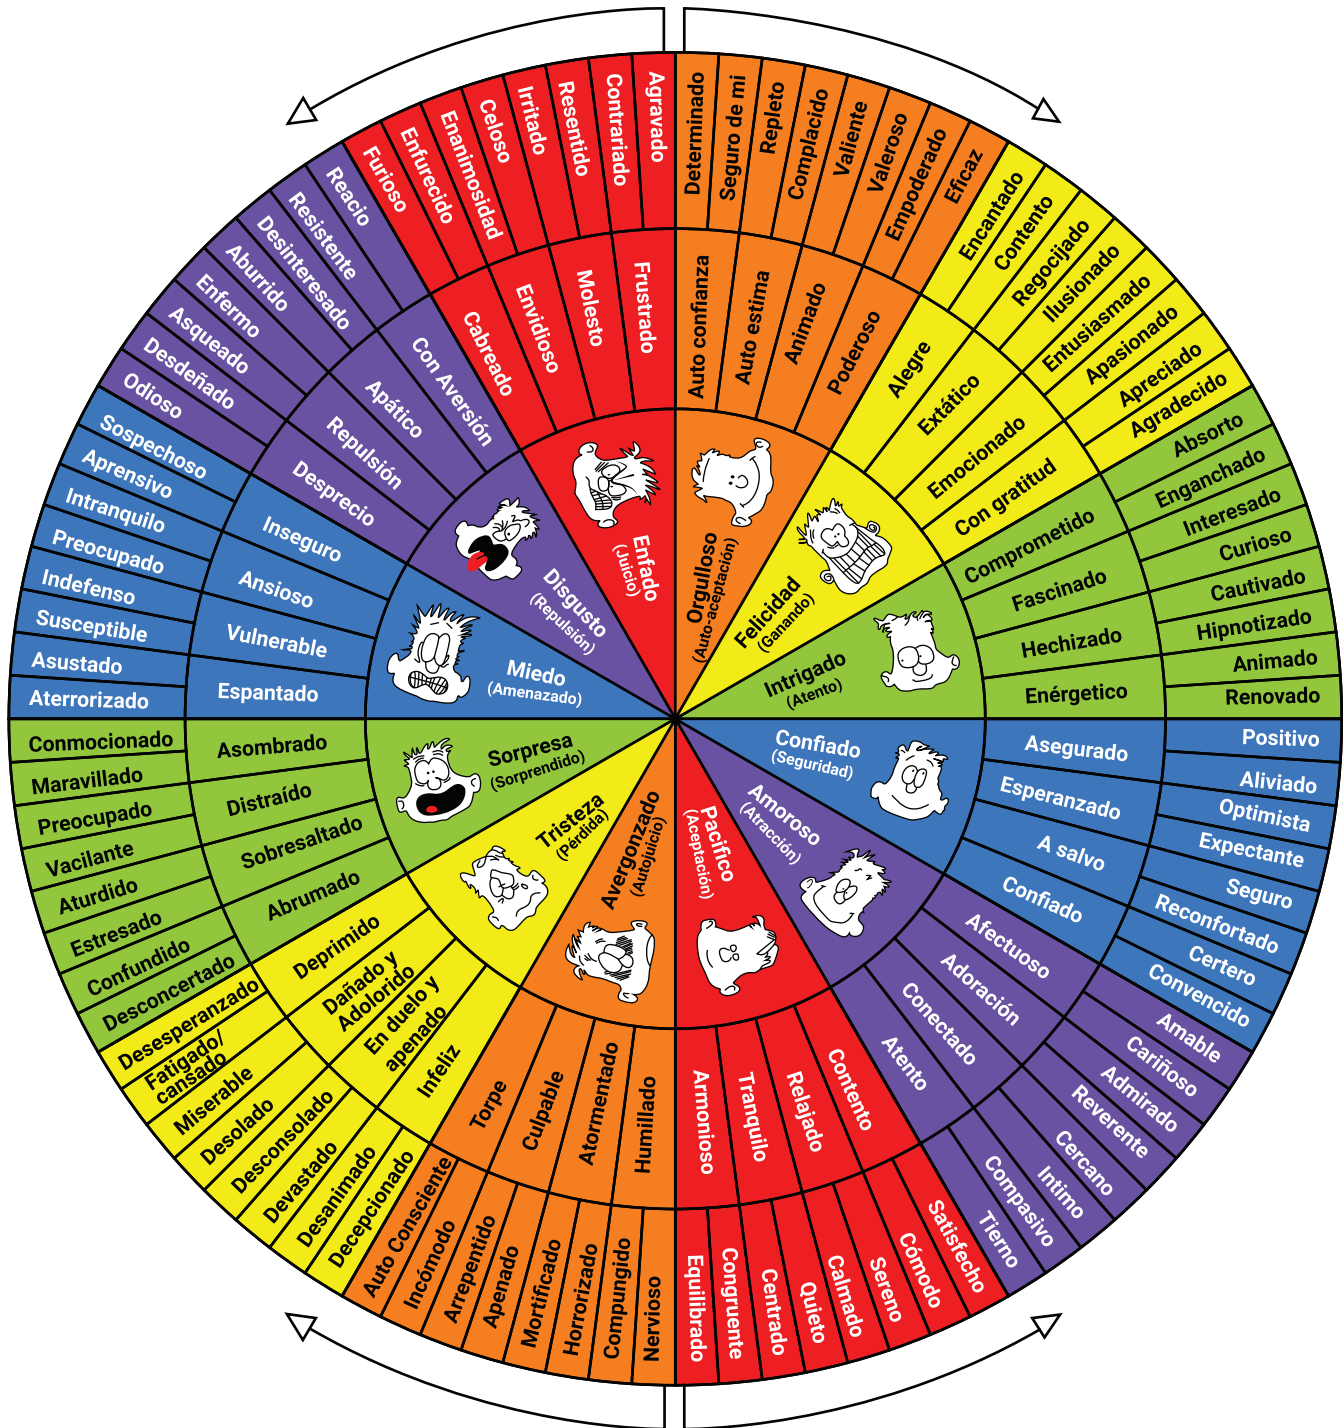 Determinado
Seguro de mi
Repleto
Complacido
Valiente
Valeroso
Empoderado
Eficaz
Auto confianza
Auto estima
Animado
Poderoso
Orgulloso
(Auto-aceptación)
Encantado
Contento
Regocijado
Ilusionado
Entusiasmado
Apasionado
Apreciado
Agradecido
Alegre
Extático
Emocionado
Con gratitud
Felicidad
(Ganando)
Absorto
Enganchado
Interesado
Curioso
Cautivado
Hipnotizado
Animado
Renovado
Comprometido
Fascinado
Hechizado
Enérgetico
Intrigado
(Atento)
Positivo
Aliviado
Optimista
Expectante
Seguro
Reconfortado
Certero
Convencido
Asegurado
Esperanzado
A salvo
Confiado
Confiado
(Seguridad)
Amable
Cariñoso
Admirado
Reverente
Cercano
Intimo
Compasivo
Tierno
Afectuoso
Adoración
Conectado
Atento
Amoroso
(Atracción)
Satisfecho
Cómodo
Sereno
Calmado
Quieto
Centrado
Congruente
Equilibrado
Contento
Relajado
Tranquilo
Armonioso
Pacifico
(Aceptación)
Nervioso
Compungido
Horrorizado
Mortificado
Apenado
Arrepentido
Incómodo
Auto Consciente
Humillado
Atormentado
Culpable
Torpe
Avergonzado
(Autojuicio)
Decepcionado
Desanimado
Devastado
Desconsolado
Desolado
Miserable
Fatigado/
cansado
Desesperanzado
Infeliz
En duelo y
apenado
Dañado y
Adolorido
Deprimido
Tristeza
(Pérdida)
Desconcertado
Confundido
Estresado
Aturdido
Vacilante
Preocupado
Maravillado
Conmocionado
Abrumado
Sobresaltado
Distraído
Asombrado
Sorpresa
(Sorprendido)
Aterrorizado
Asustado
Susceptible
Indefenso
Preocupado
Intranquilo
Aprensivo
Sospechoso
Espantado
Vulnerable
Ansioso
Inseguro
Miedo
(Amenazado)
Odioso
Desdeñado
Asqueado
Enfermo
Aburrido
Desinteresado
Resistente
Reacio
Desprecio
Repulsión
Apático
Con Aversión
Disgusto
(Repulsión)
Furioso
Enfurecido
Enanimosidad
Celoso
Irritado
Resentido
Contrariado
Agravado
Cabreado
Envidioso
Molesto
Frustrado
Enfado
(Juicio)